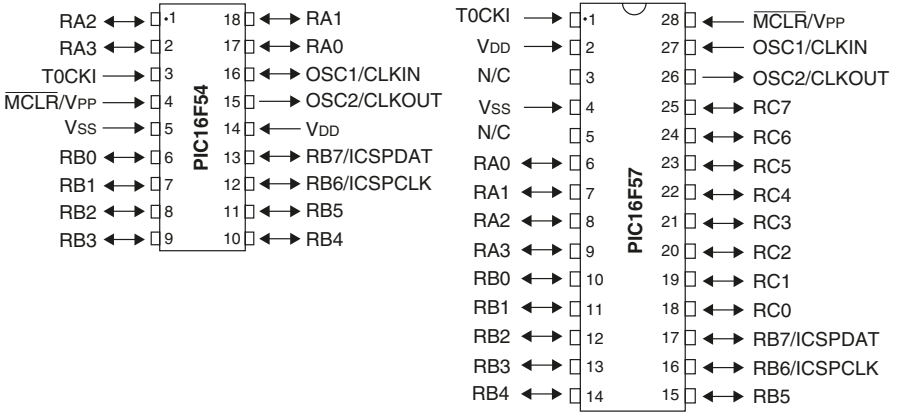 RA2 •1 18 RA1
RA3 2 17 RA0
T0CKI 3 16 OSC1/CLKIN
MCLR/VPP 4 15 OSC2/CLKOUT
VSS 5 14 VDD
RB0 6 13 RB7/ICSPDAT
RB1 7 12 RB6/ICSPCLK
RB2 8 11 RB5
RB3 9 10 RB4
PIC16F54
T0CKI •1 28 MCLR/VPP
VDD 2 27 OSC1/CLKIN
N/C 3 26 OSC2/CLKOUT
VSS 4 25 RC7
N/C 5 24 RC6
RA0 6 23 RC5
RA1 7 22 RC4
RA2 8 21 RC3
RA3 9 20 RC2
RB0 10 19 RC1
RB1 11 18 RC0
RB2 12 17 RB7/ICSPDAT
RB3 13 16 RB6/ICSPCLK
RB4 14 15 RB5
PIC16F57